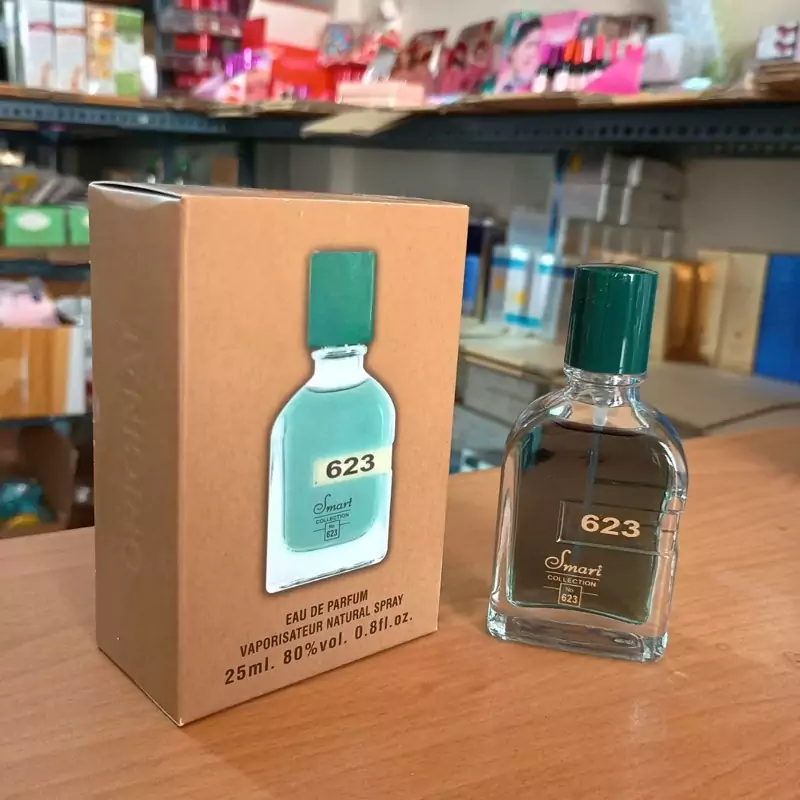 623
Smart
COLLECTION
No
623
EAU DE PARFUM
VAPORISATEUR NATURAL SPRAY
25ml. 80%vol. 0.8fl.oz.
623
Smart
COLLECTION
No
623